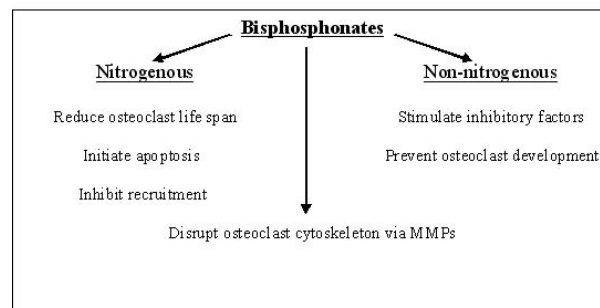 Bisphosphonates
Nitrogenous
Non-nitrogenous
Reduce osteoclast life span
Stimulate inhibitory factors
Initiate apoptosis
Prevent osteoclast development
Inhibit recruitment
Disrupt osteoclast cytoskeleton via MMPs